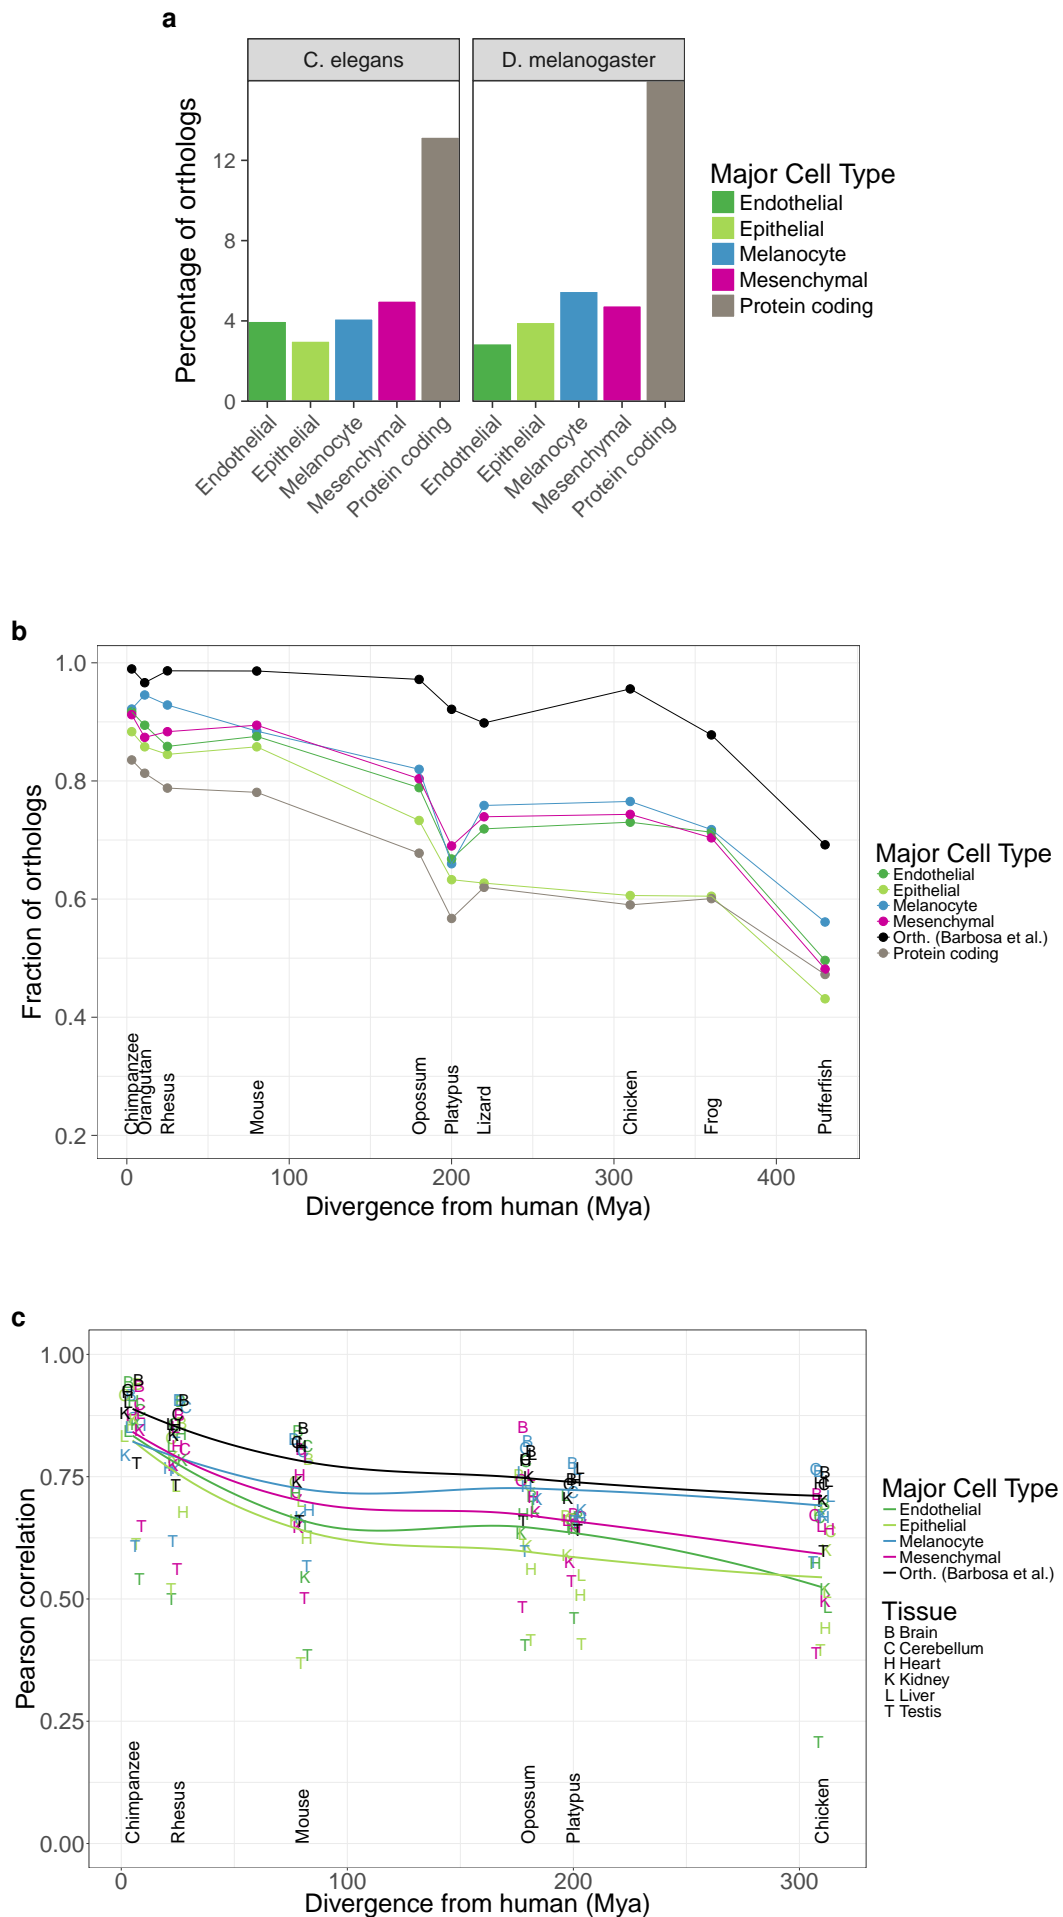 a
C. elegans
D. melanogaster
Percentage of orthologs
12
8
4
0
Endothelial
Epithelial
Melanocyte
Mesenchymal
Protein coding
Endothelial
Epithelial
Melanocyte
Mesenchymal
Protein coding
Major Cell Type
Endothelial
Epithelial
Melanocyte
Mesenchymal
Protein coding
b
Fraction of orthologs
1.0
0.8
0.6
0.4
0.2
Chimpanzee
Orangutan
Rhesus
Mouse
Opossum
Platypus
Lizard
Chicken
Frog
Pufferfish
0
100
200
300
400
Divergence from human (Mya)
Major Cell Type
Endothelial
Epithelial
Melanocyte
Mesenchymal
Orth. (Barbosa et al.)
Protein coding
c
Pearson correlation
1.00
0.75
0.50
0.25
0.00
Chimpanzee
Rhesus
Mouse
Opossum
Platypus
Chicken
0
100
200
300
Divergence from human (Mya)
Major Cell Type
Endothelial
Epithelial
Melanocyte
Mesenchymal
Orth. (Barbosa et al.)
Tissue
B Brain
C Cerebellum
H Heart
K Kidney
L Liver
T Testis